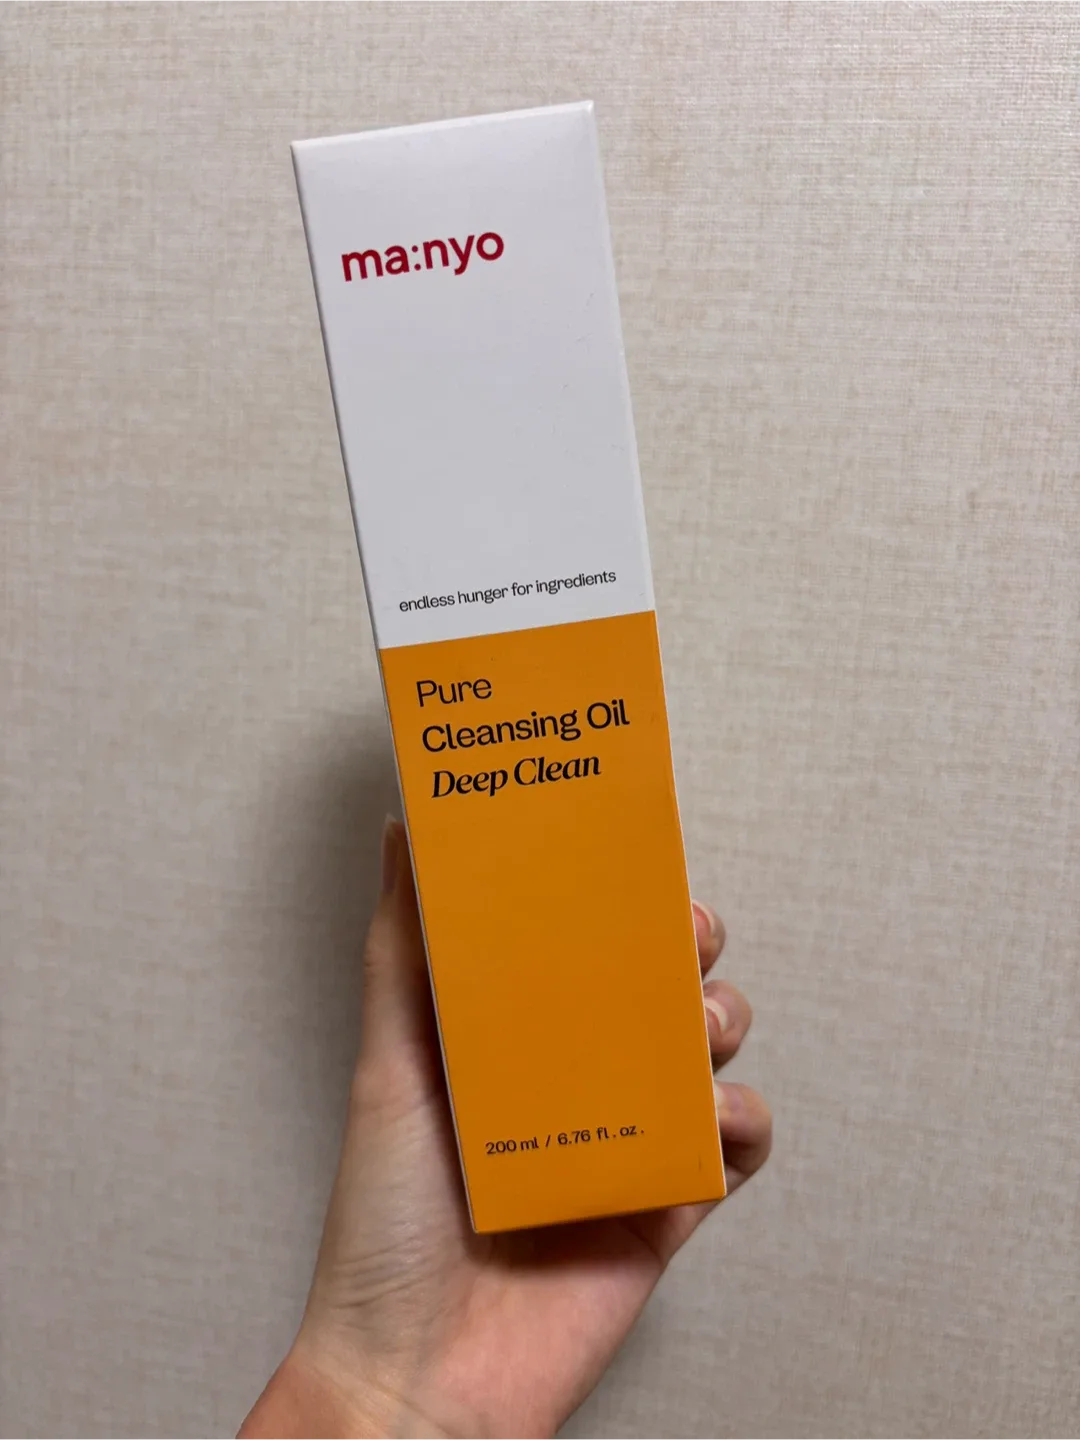 ma:nyo
endless hunger for ingredients
Pure
Cleansing Oil
Deep Clean
200 ml / 6.76 fl. oz.